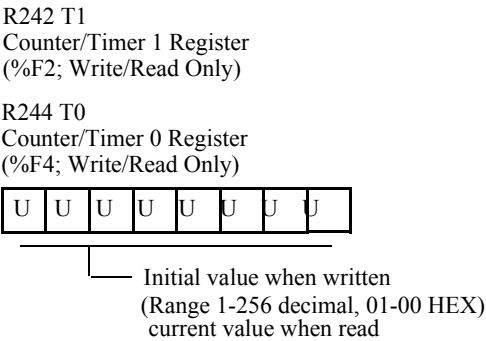 R242 T1
Counter/Timer 1 Register
(%F2; Write/Read Only)
R244 T0
Counter/Timer 0 Register
(%F4; Write/Read Only)
U U U U U U U U
Initial value when written
(Range 1-256 decimal, 01-00 HEX)
current value when read